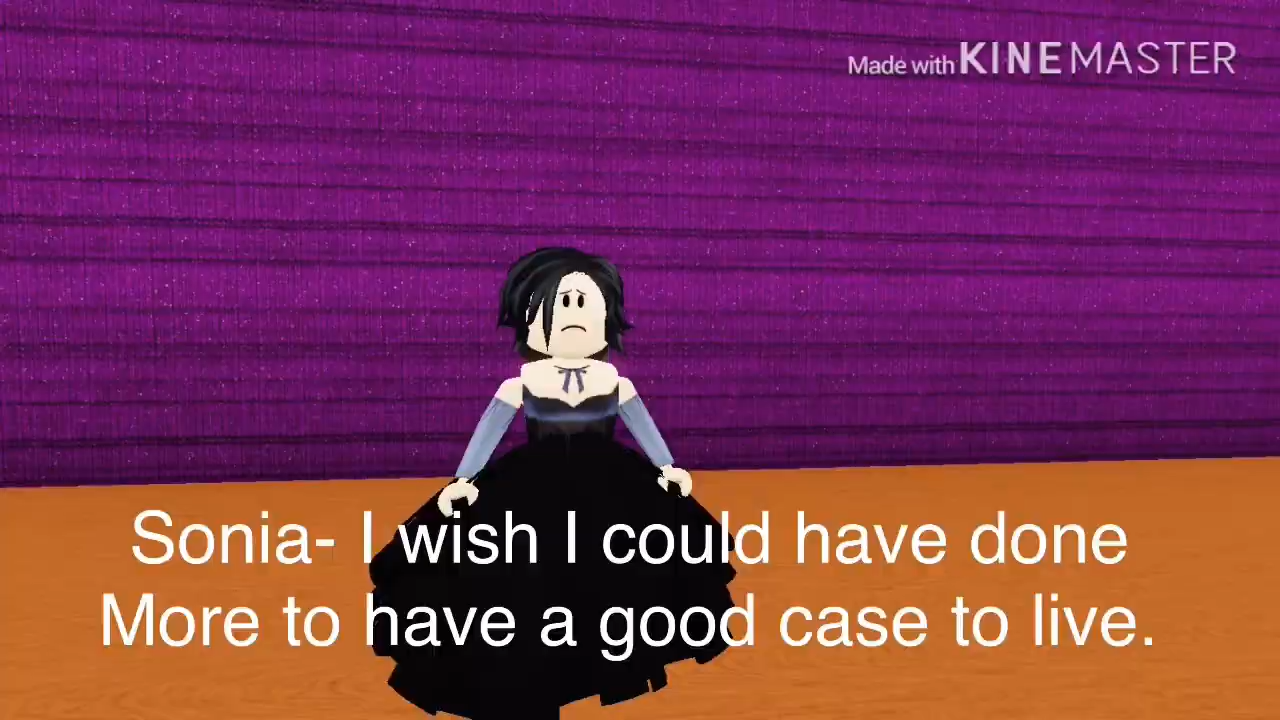 Made with KINEMASTER
Sonia- I wish I could have done
More to have a good case to live.